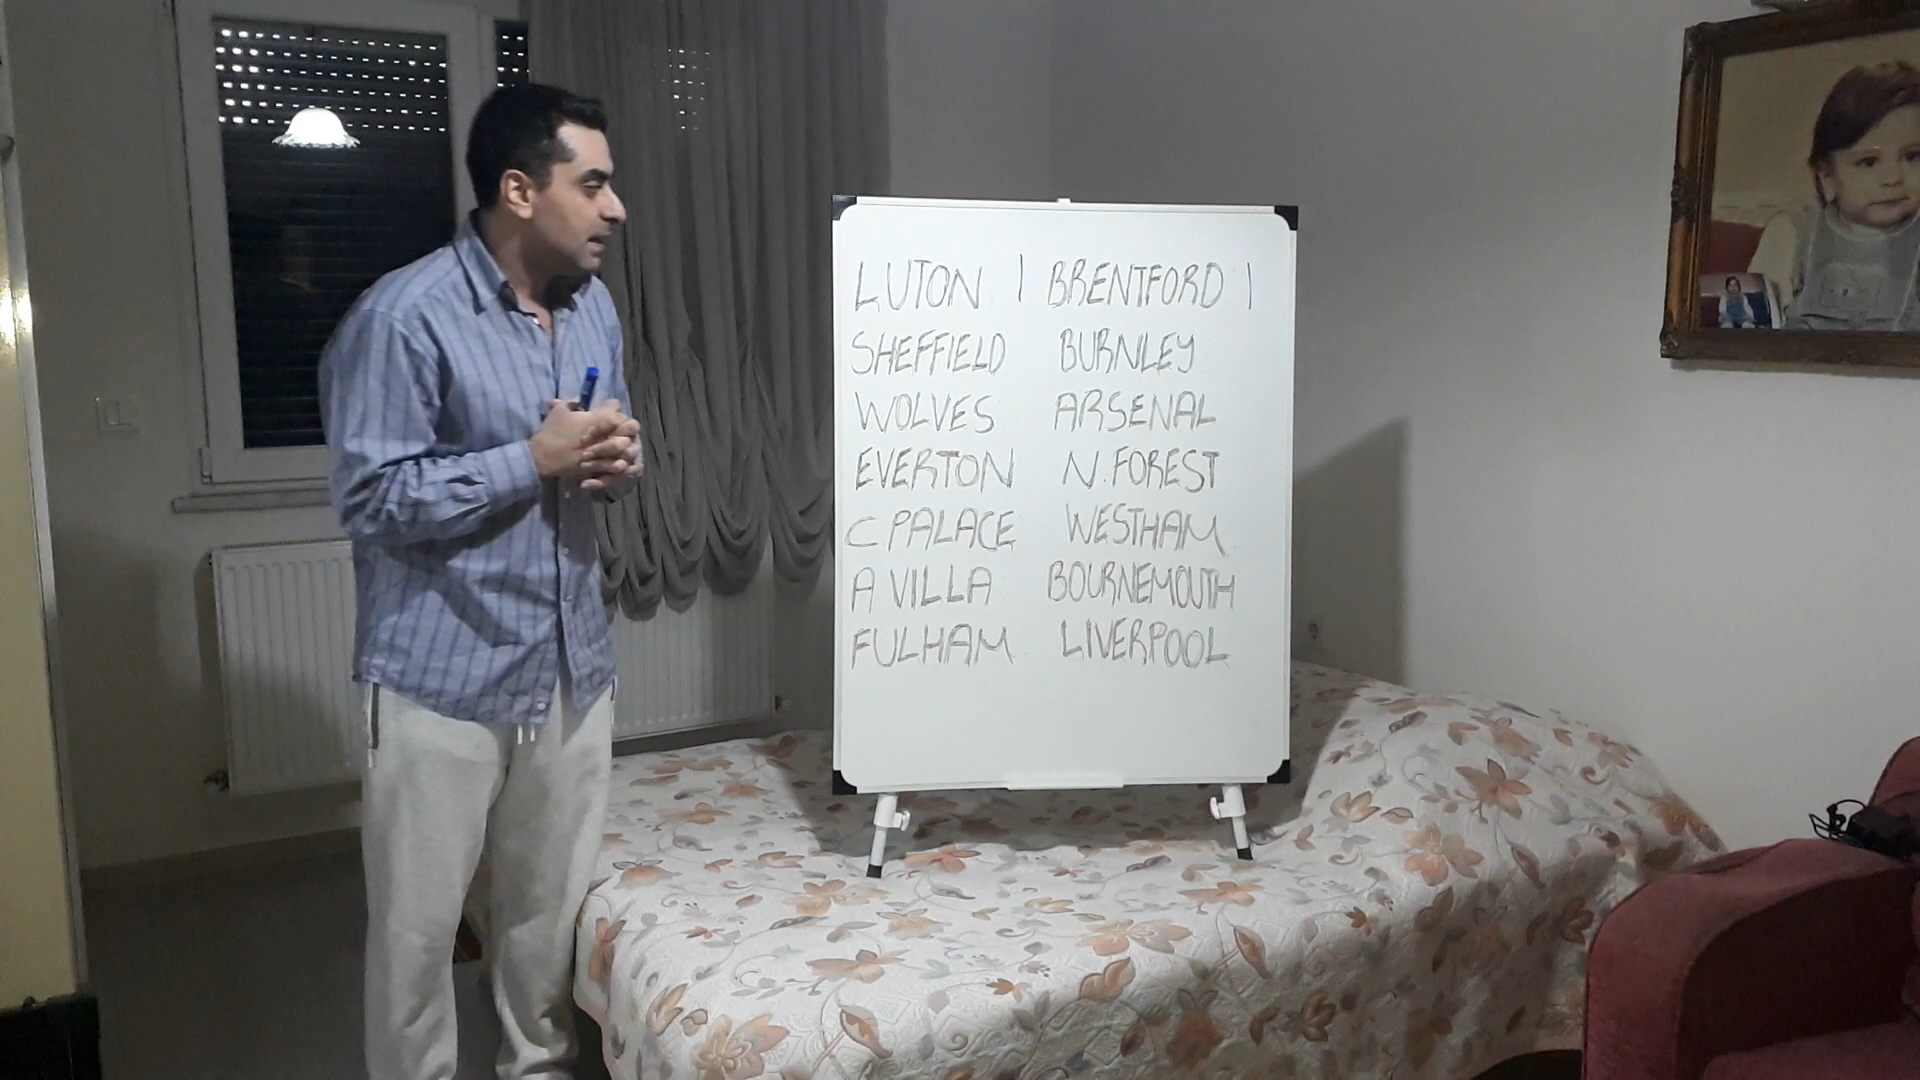 LUTON | BRENTFORD |
SHEFFIELD BURNLEY
WOLVES ARSENAL
EVERTON N.FOREST
C PALACE WESTHAM
A VILLA BOURNEMOUTH
FULHAM LIVERPOOL